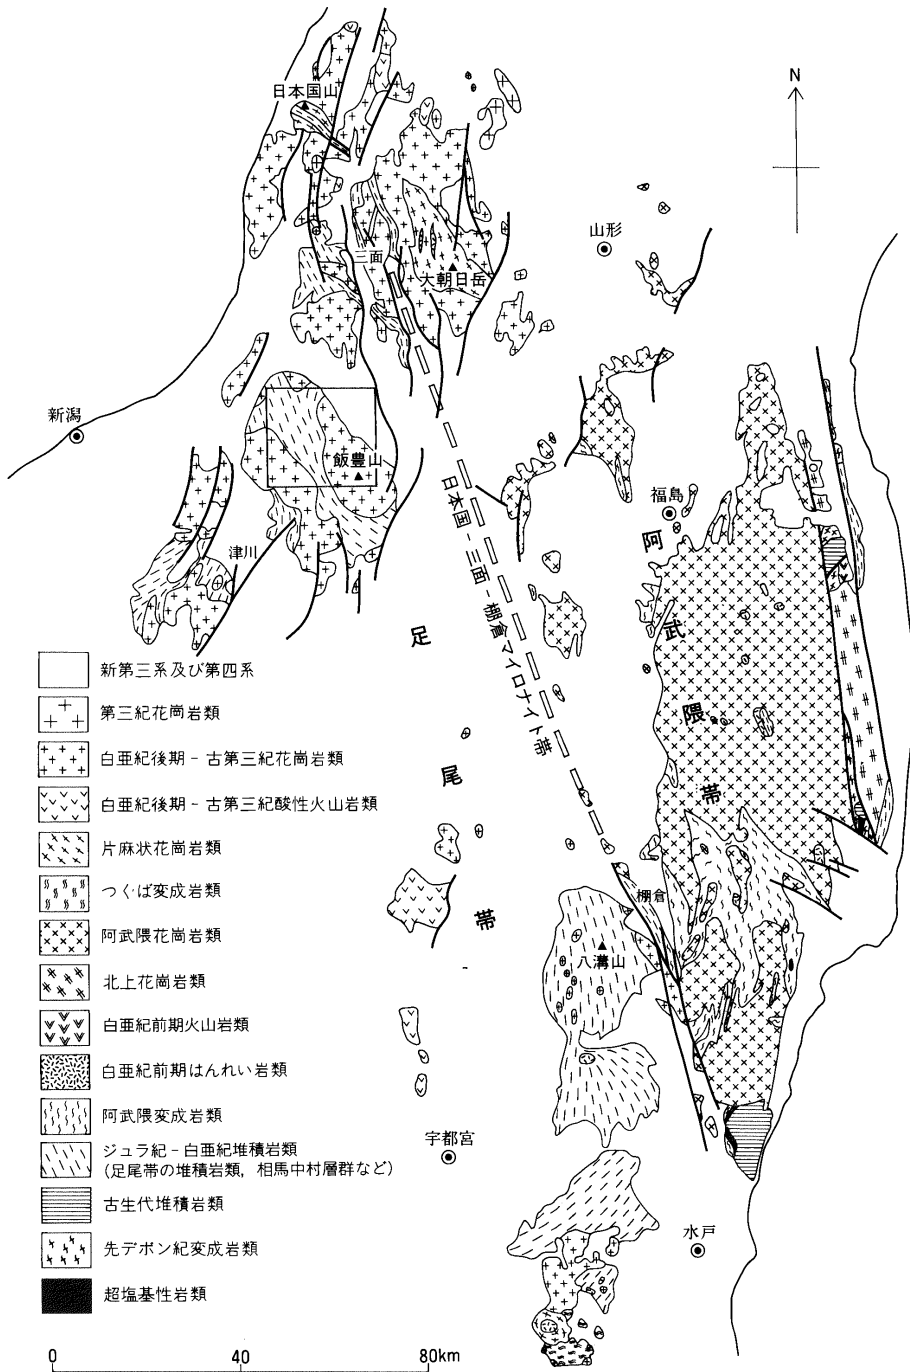 N
日本国山
三面
大朝日岳
山形
新潟
飯豊山
津川
福島
日本国-三面-棚倉マイロナイト帯
足尾帯
阿武隈帯
棚倉
八溝山
宇都宮
水戸
新第三系及び第四系
第三紀花崗岩類
白亜紀後期-古第三紀花崗岩類
白亜紀後期-古第三紀酸性火山岩類
片麻状花崗岩類
つくば変成岩類
阿武隈花崗岩類
北上花崗岩類
白亜紀前期火山岩類
白亜紀前期はんれい岩類
阿武隈変成岩類
ジュラ紀-白亜紀堆積岩類
(足尾帯の堆積岩類, 相馬中村層群など)
古生代堆積岩類
先デボン紀変成岩類
超塩基性岩類
0 40 80km